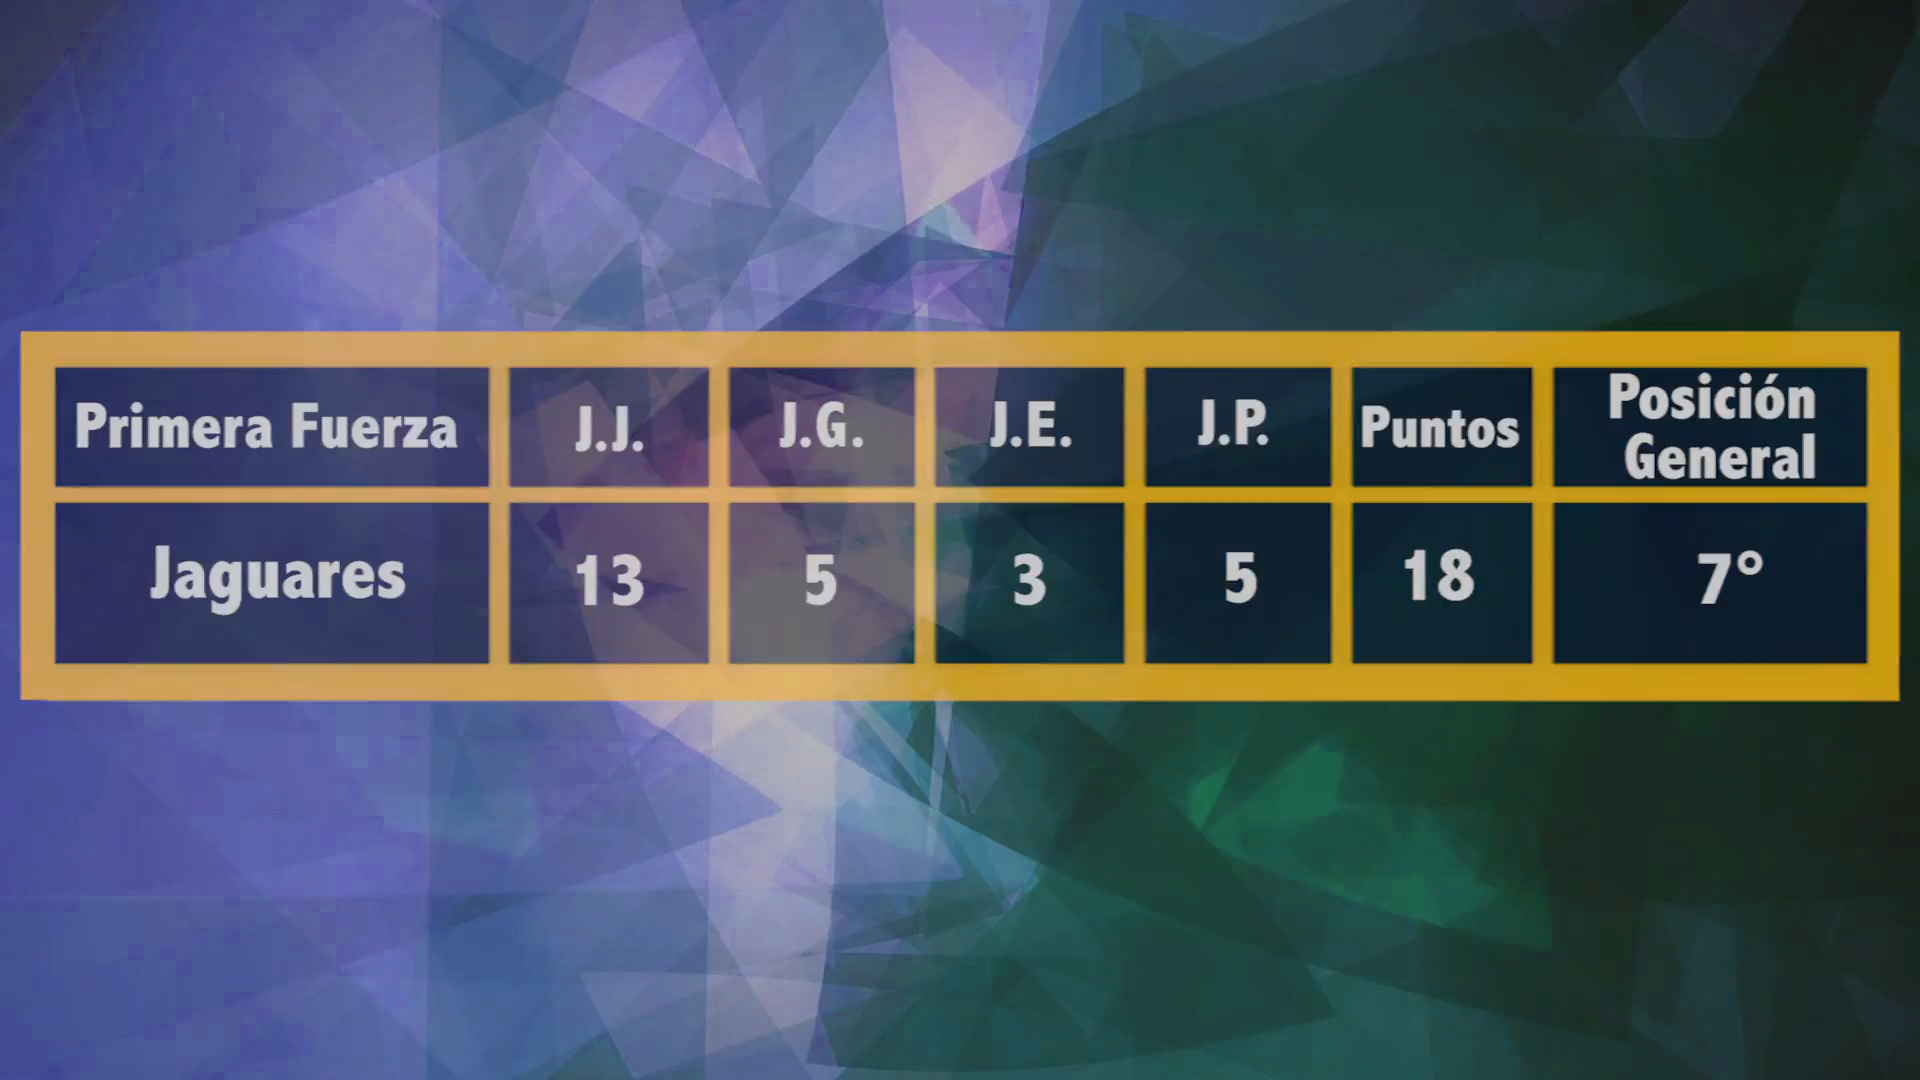 Primera Fuerza J.J. J.G. J.E. J.P. Puntos Posición
General
Jaguares 13 5 3 5 18 7°